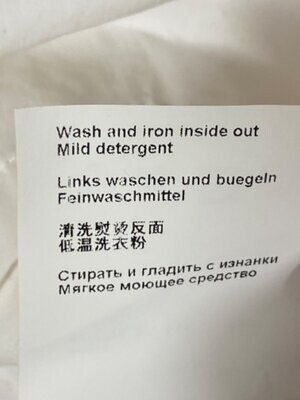 Wash and iron inside out
Mild detergent
Links waschen und buegeln
Feinwaschmittel
清洗熨烫反面
低温洗衣粉
Стирать и гладить с изнанки
Мягкое моющее средство